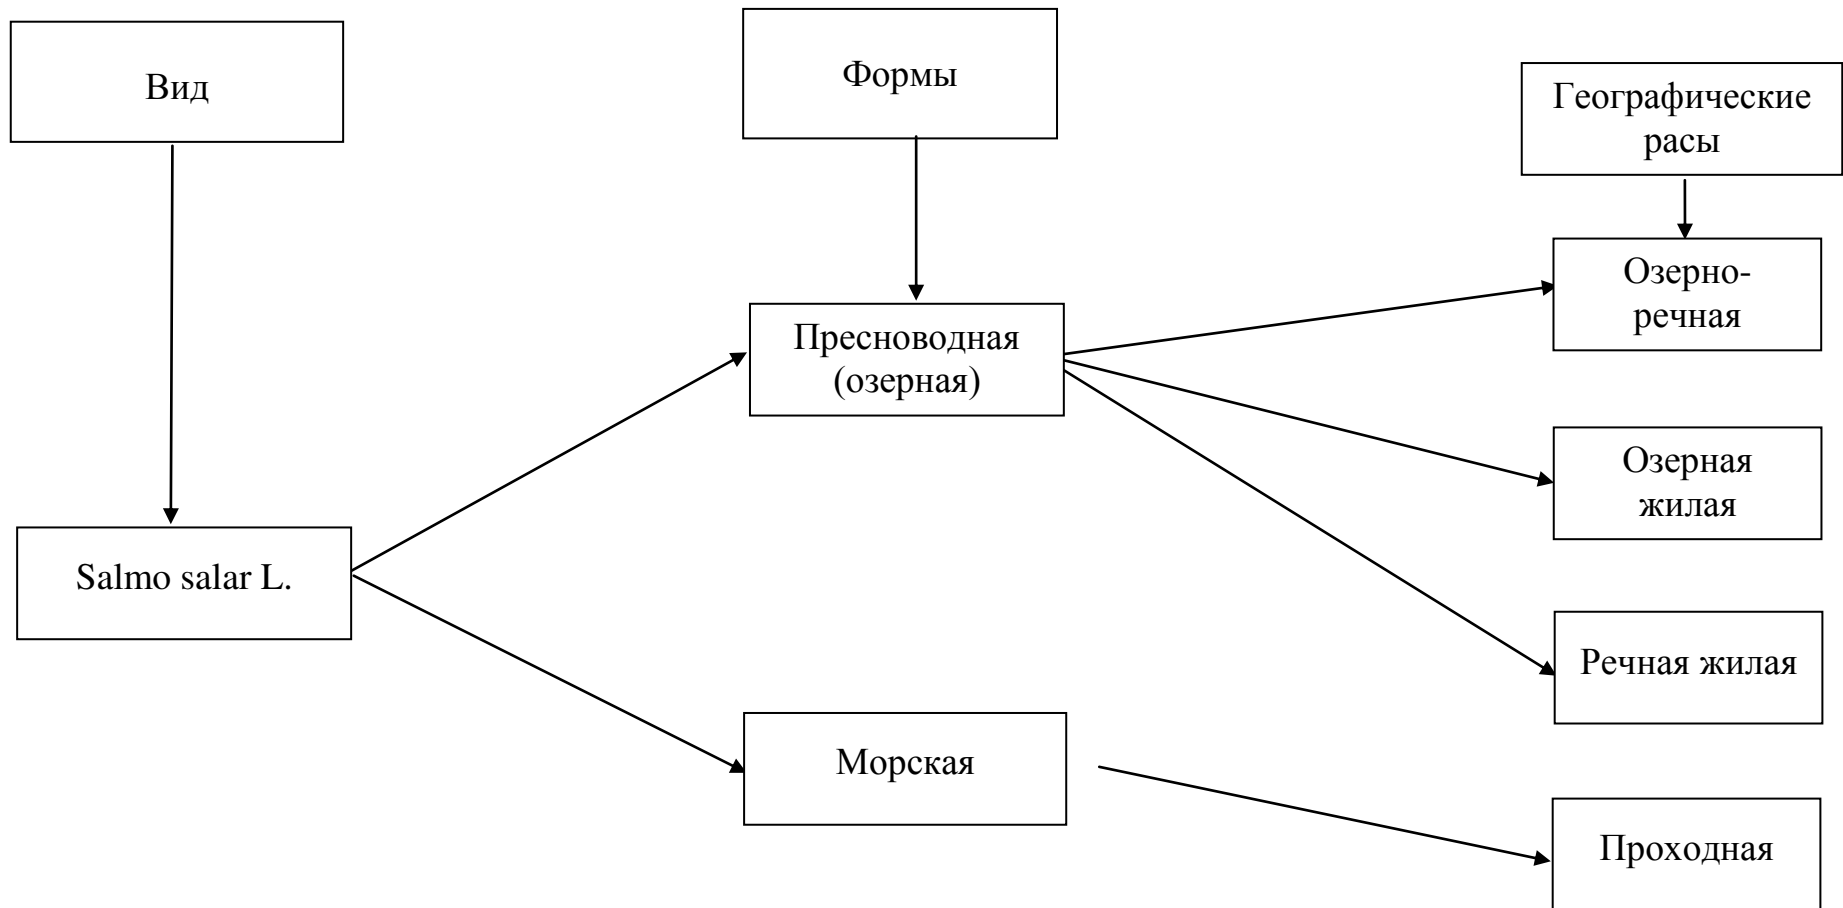 Вид
Формы
Географические
расы
Озерно-
речная
Пресноводная
(озерная)
Озерная
жилая
Salmo salar L.
Речная жилая
Морская
Проходная